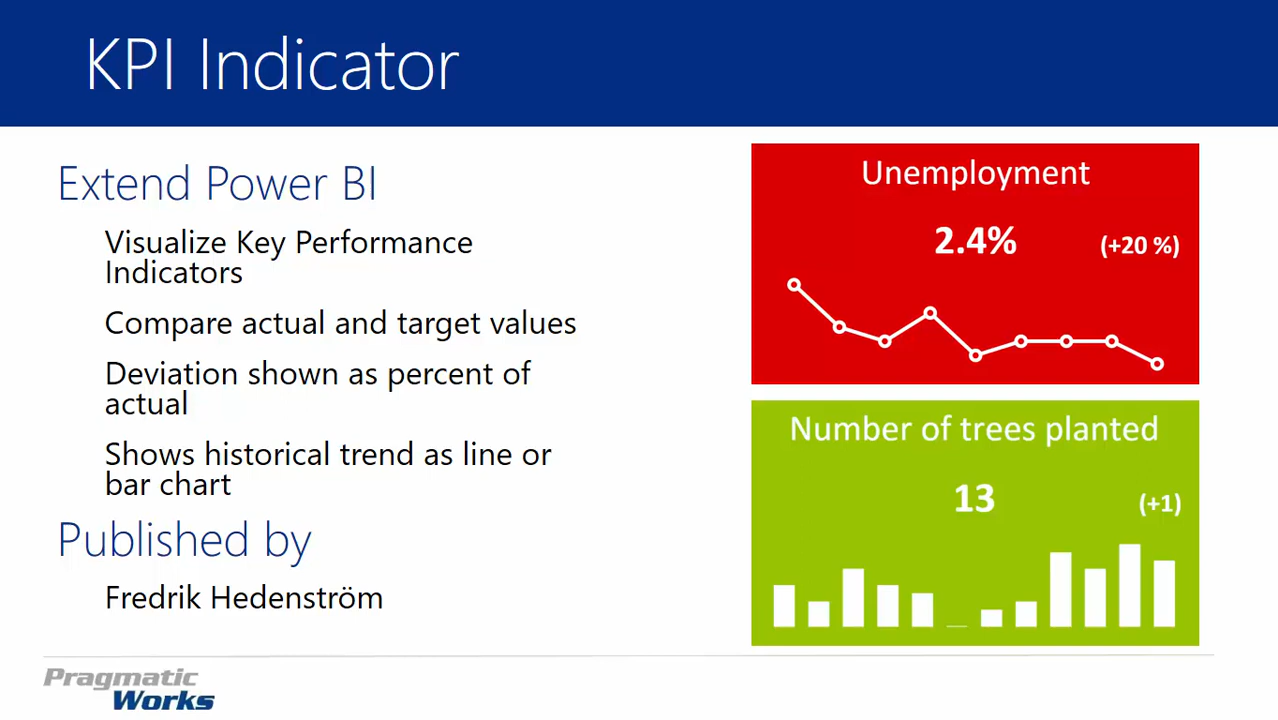 KPI Indicator
Extend Power BI
Visualize Key Performance
Indicators
Compare actual and target values
Deviation shown as percent of
actual
Shows historical trend as line or
bar chart
Published by
Fredrik Hedenström
Unemployment
2.4% (+20 %)
Number of trees planted
13 (+1)
Pragmatic
Works